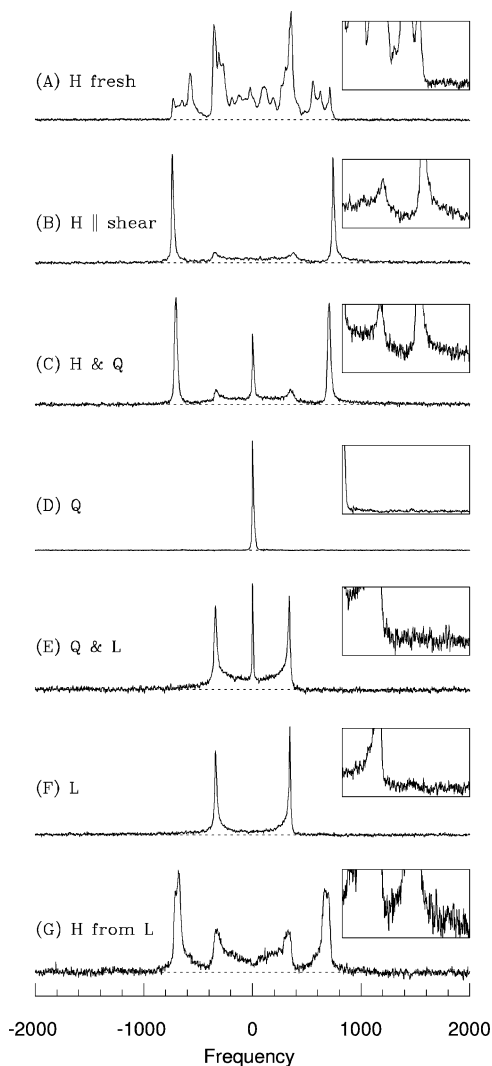 (A) H fresh
(B) H ∥ shear
(C) H & Q
(D) Q
(E) Q & L
(F) L
(G) H from L
-2000 -1000 0 1000 2000
Frequency